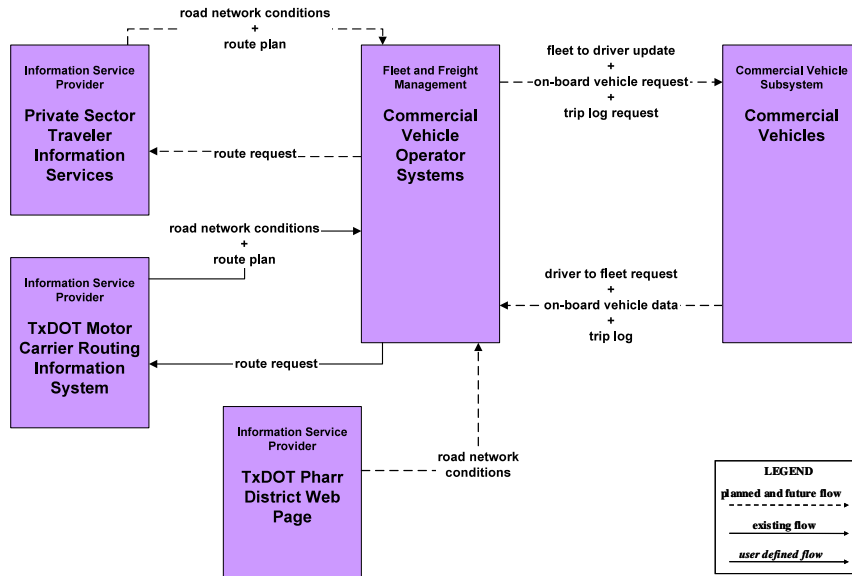 road network conditions
+
route plan
Information Service
Provider
Private Sector
Traveler
Information
Services
Fleet and Freight
Management
Commercial
Vehicle
Operator
Systems
fleet to driver update
+
on-board vehicle request
+
trip log request
Commercial Vehicle
Subsystem
Commercial
Vehicles
route request
road network conditions
+
route plan
Information Service
Provider
TxDOT Motor
Carrier Routing
Information
System
driver to fleet request
+
on-board vehicle data
+
trip log
route request
Information Service
Provider
TxDOT Pharr
District Web
Page
road network
conditions
LEGEND
planned and future flow
existing flow
user defined flow